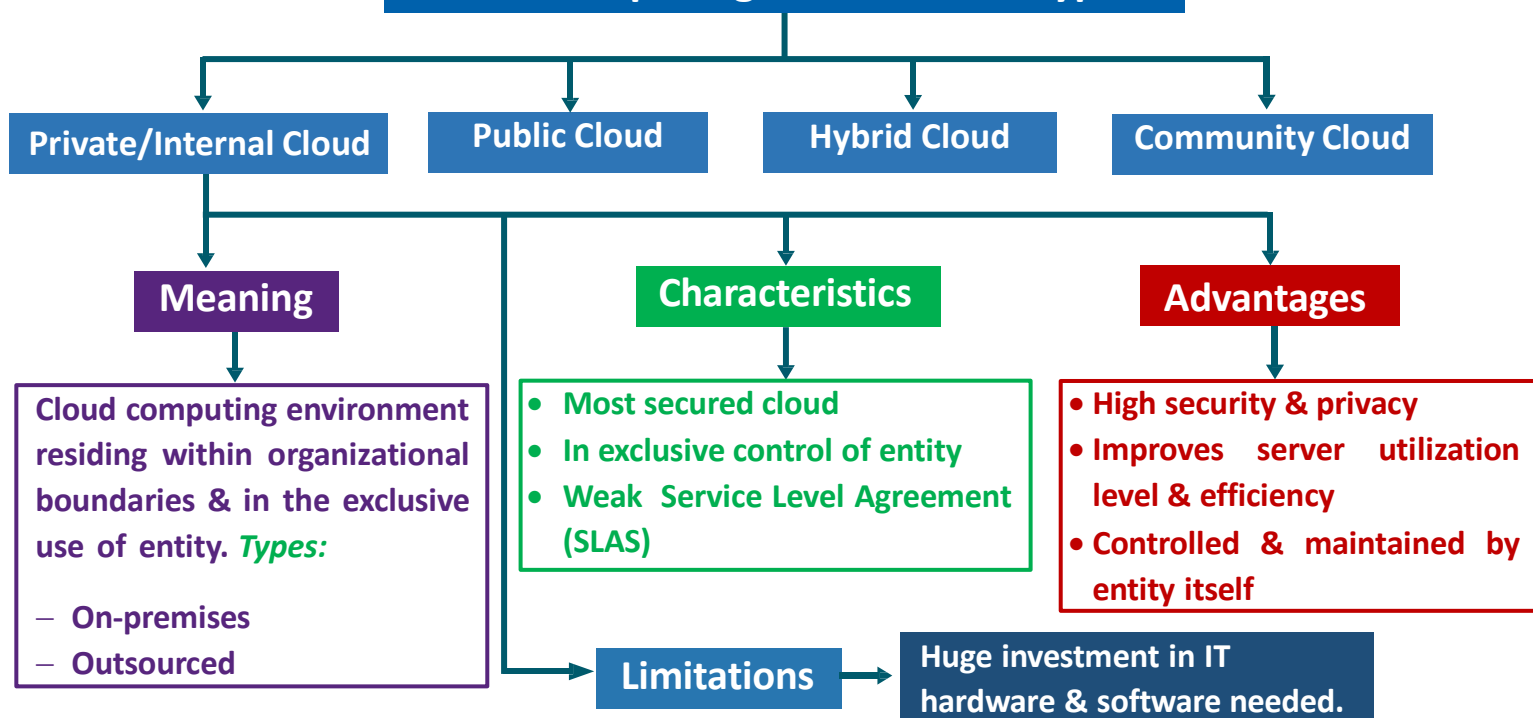 Private/Internal Cloud
Public Cloud
Hybrid Cloud
Community Cloud
Meaning
Characteristics
Advantages
Cloud computing environment
residing within organizational
boundaries & in the exclusive
use of entity. Types:
– On-premises
– Outsourced
• Most secured cloud
• In exclusive control of entity
• Weak Service Level Agreement
(SLAS)
• High security & privacy
• Improves server utilization
level & efficiency
• Controlled & maintained by
entity itself
Limitations
Huge investment in IT
hardware & software needed.